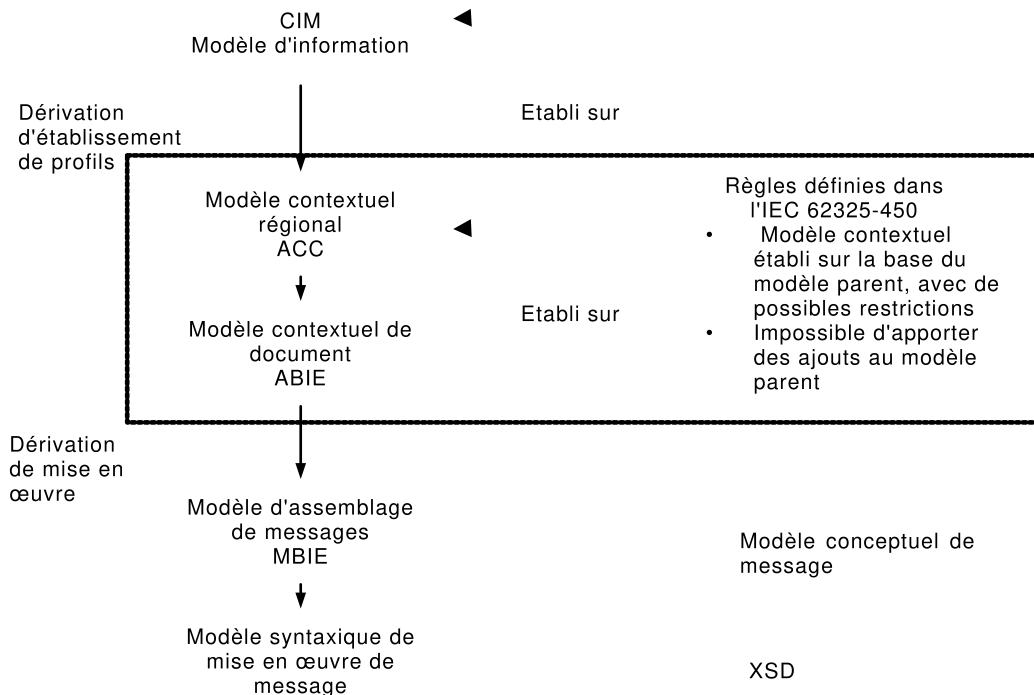 CIM
Modèle d'information
Dérivation
d'établissement
de profils
Etabli sur
Modèle contextuel
régional
ACC
Règles définies dans
l'IEC 62325-450
• Modèle contextuel
établi sur la base du
modèle parent, avec de
possibles restrictions
• Impossible d'apporter
des ajouts au modèle
parent
Etabli sur
Modèle contextuel de
document
ABIE
Dérivation
de mise en
œuvre
Modèle d'assemblage
de messages
MBIE
Modèle conceptuel de
message
Modèle syntaxique de
mise en œuvre de
message
XSD